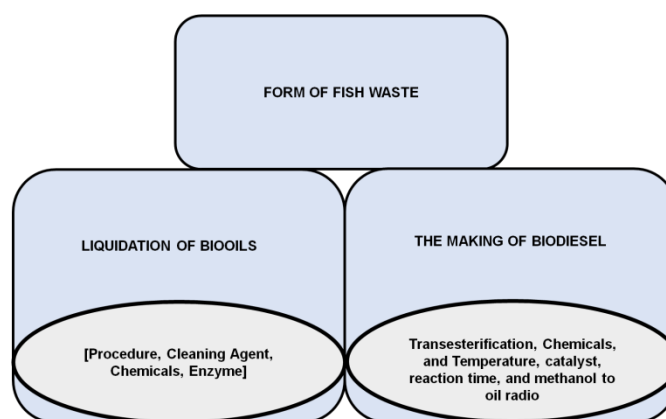 FORM OF FISH WASTE
LIQUIDATION OF BIOOILS
THE MAKING OF BIODIESEL
[Procedure, Cleaning Agent,
Chemicals, Enzyme]
Transesterification, Chemicals,
and Temperature, catalyst,
reaction time, and methanol to
oil radio